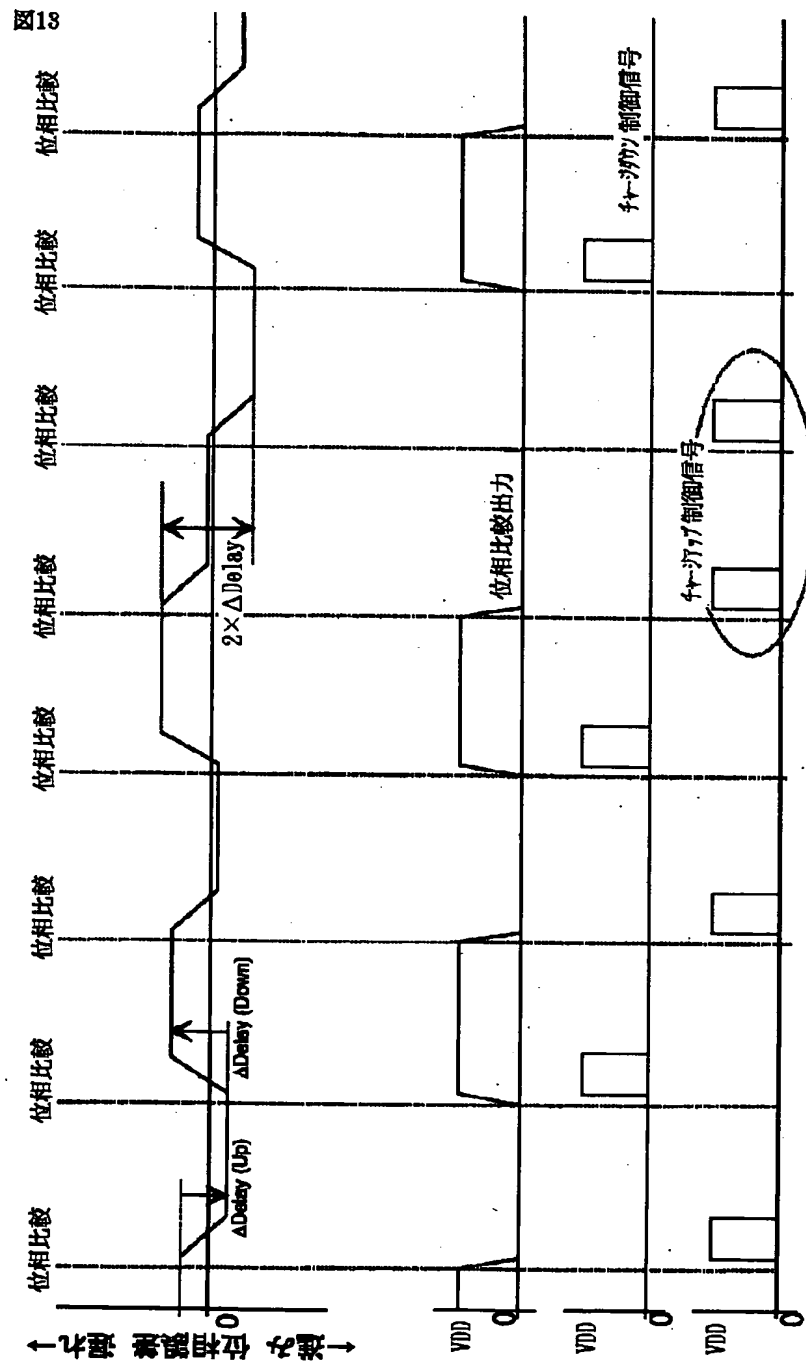 図13
位相比較
位相比較
位相比較
位相比較
位相比較
位相比較
位相比較
位相比較
←進み 位相誤差 遅れ→
0
ΔDelay (Up)
ΔDelay (Down)
2×ΔDelay
VDD
0
位相比較出力
VDD
0
チャージダウン制御信号
VDD
0
チャージアップ制御信号